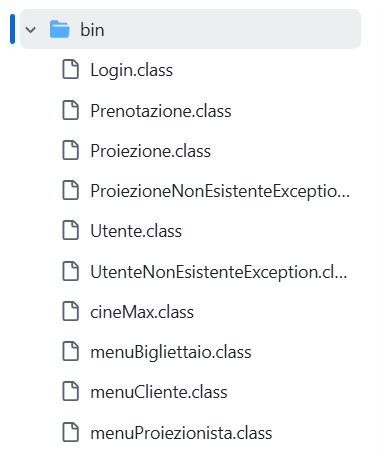 bin
Login.class
Prenotazione.class
Proiezione.class
ProiezioneNonEsistenteExceptio...
Utente.class
UtenteNonEsistenteException.cl...
cineMax.class
menuBigliettaio.class
menuCliente.class
menuProiezionista.class